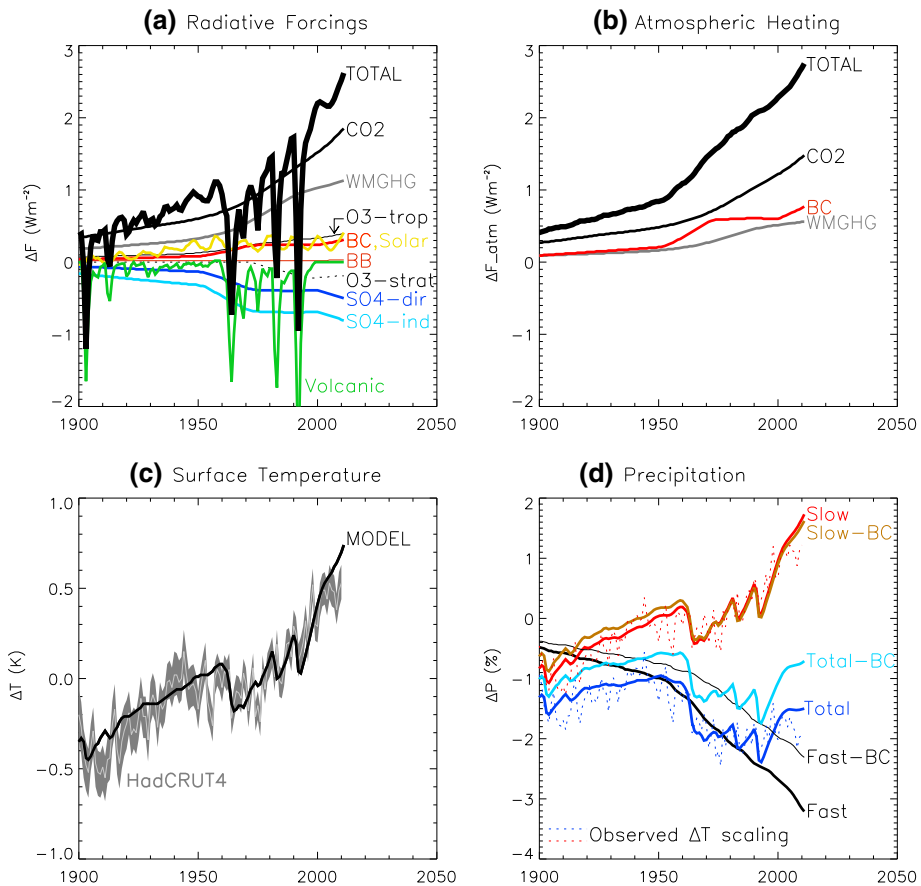 (a) Radiative Forcings
3
2
1
0
−1
−2
ΔF (Wm⁻²)
TOTAL
CO2
WMGHG
O3−trop
BC,Solar
BB
O3−strat
SO4−dir
SO4−ind
Volcanic
1900 1950 2000 2050
(b) Atmospheric Heating
3
2
1
0
−1
−2
ΔF_atm (Wm⁻²)
TOTAL
CO2
BC
WMGHG
1900 1950 2000 2050
(c) Surface Temperature
1.0
0.5
0.0
−0.5
−1.0
ΔT (K)
MODEL
HadCRUT4
1900 1950 2000 2050
(d) Precipitation
2
1
0
−1
−2
−3
−4
ΔP (%)
Slow
Slow−BC
Total−BC
Total
Fast−BC
Fast
Observed ΔT scaling
1900 1950 2000 2050